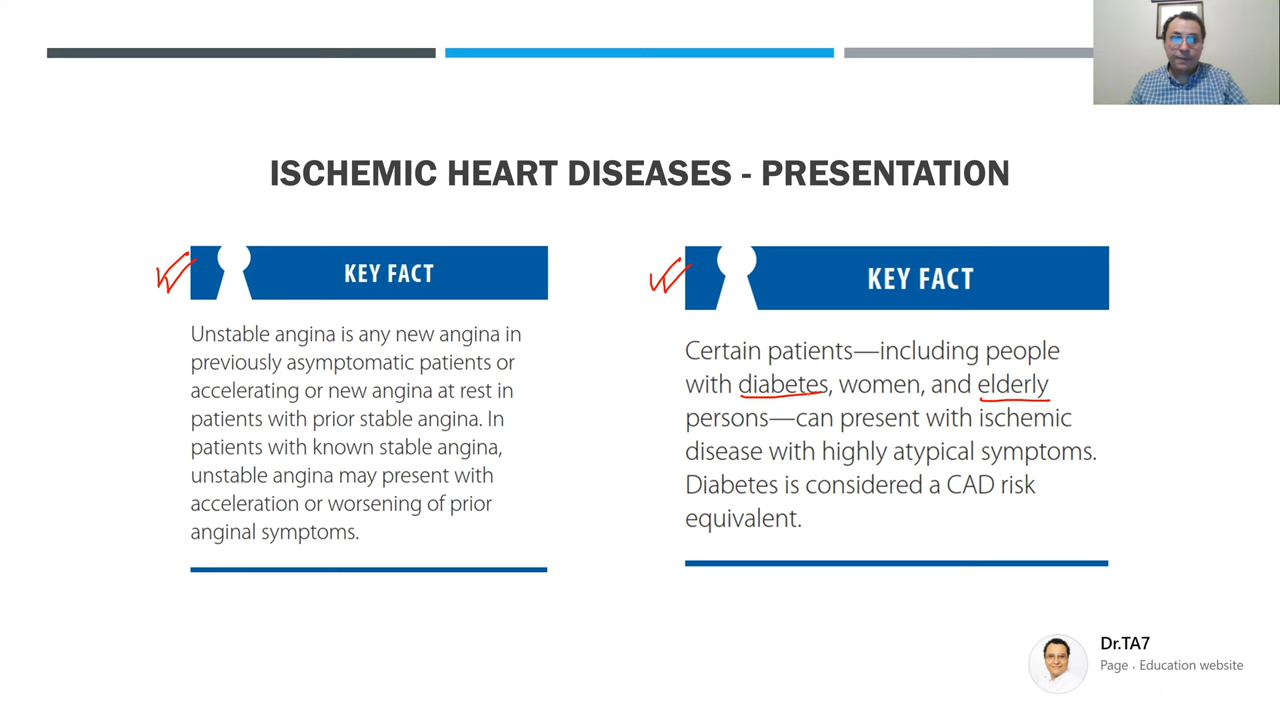 ISCHEMIC HEART DISEASES - PRESENTATION
KEY FACT
Unstable angina is any new angina in
previously asymptomatic patients or
accelerating or new angina at rest in
patients with prior stable angina. In
patients with known stable angina,
unstable angina may present with
acceleration or worsening of prior
anginal symptoms.
KEY FACT
Certain patients—including people
with diabetes, women, and elderly
persons—can present with ischemic
disease with highly atypical symptoms.
Diabetes is considered a CAD risk
equivalent.
Dr.TA7
Page . Education website